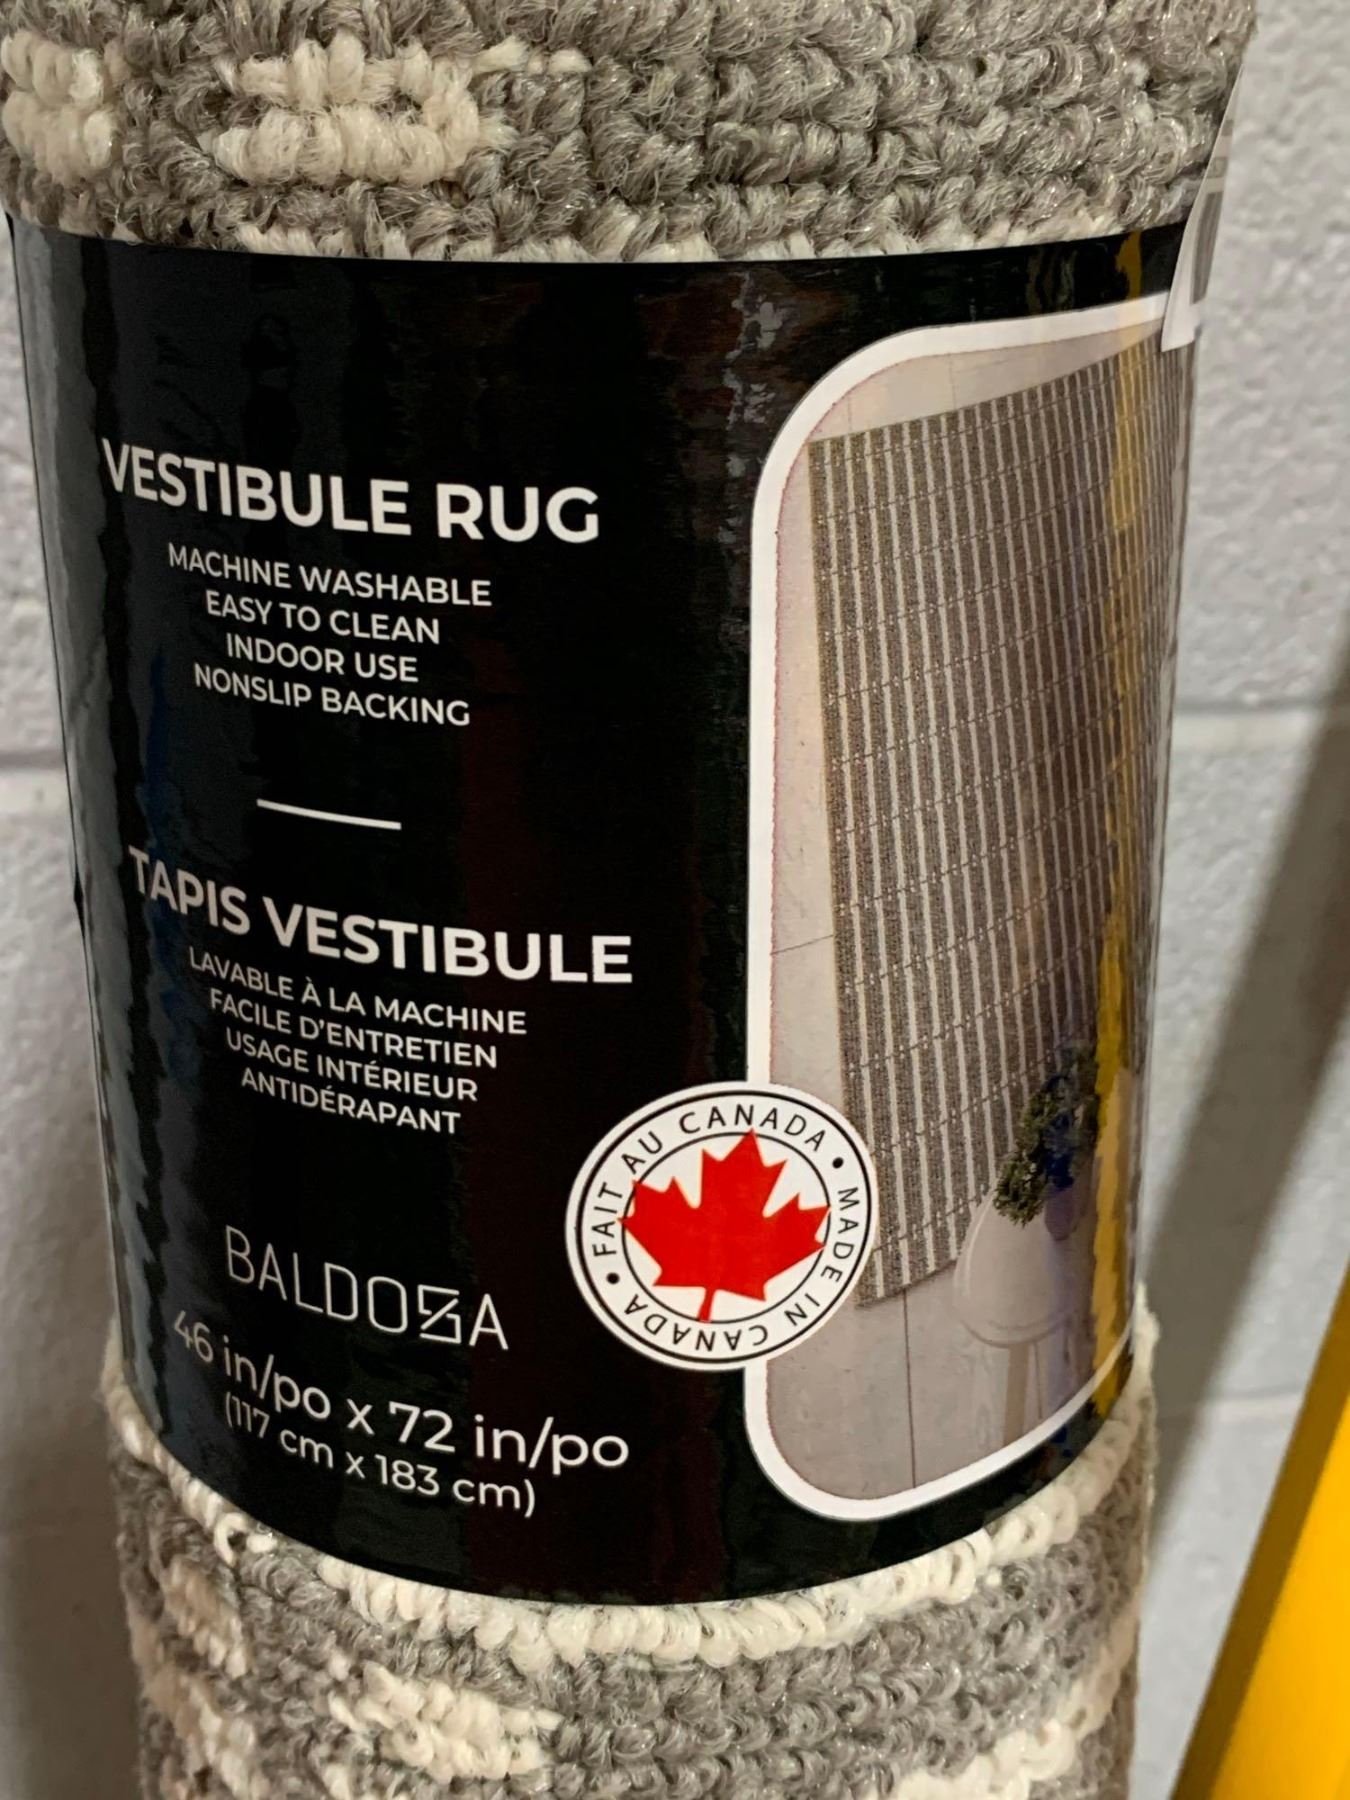 VESTIBULE RUG
MACHINE WASHABLE
EASY TO CLEAN
INDOOR USE
NONSLIP BACKING
TAPIS VESTIBULE
LAVABLE À LA MACHINE
FACILE D'ENTRETIEN
USAGE INTÉRIEUR
ANTIDÉRAPANT
BALDOSA
46 in/po x 72 in/po
(117 cm x 183 cm)
FAIT AU CANADA • MADE IN CANADA •